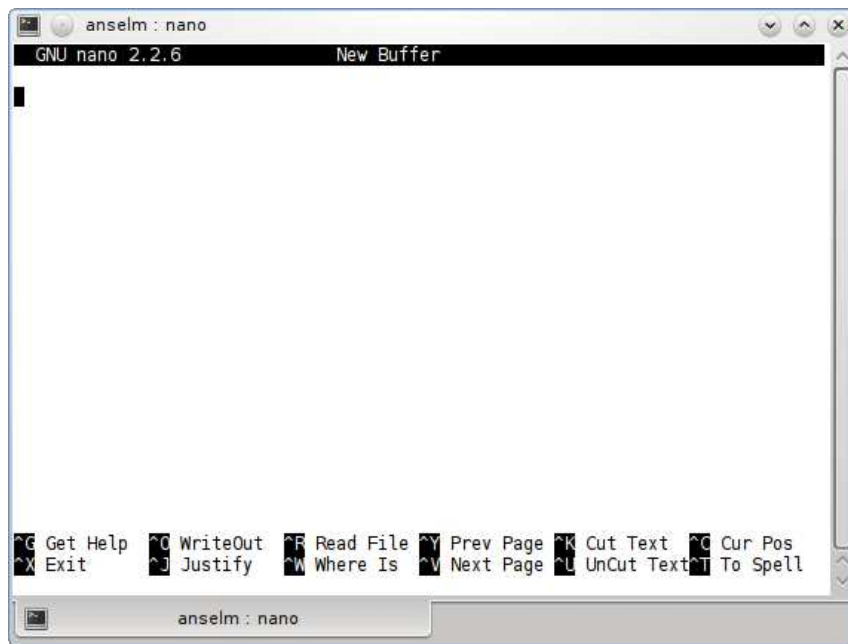 anselm : nano
GNU nano 2.2.6 New Buffer
^G Get Help ^O WriteOut ^R Read File ^Y Prev Page ^K Cut Text ^C Cur Pos
^X Exit ^J Justify ^W Where Is ^V Next Page ^U UnCut Text^T To Spell
anselm : nano